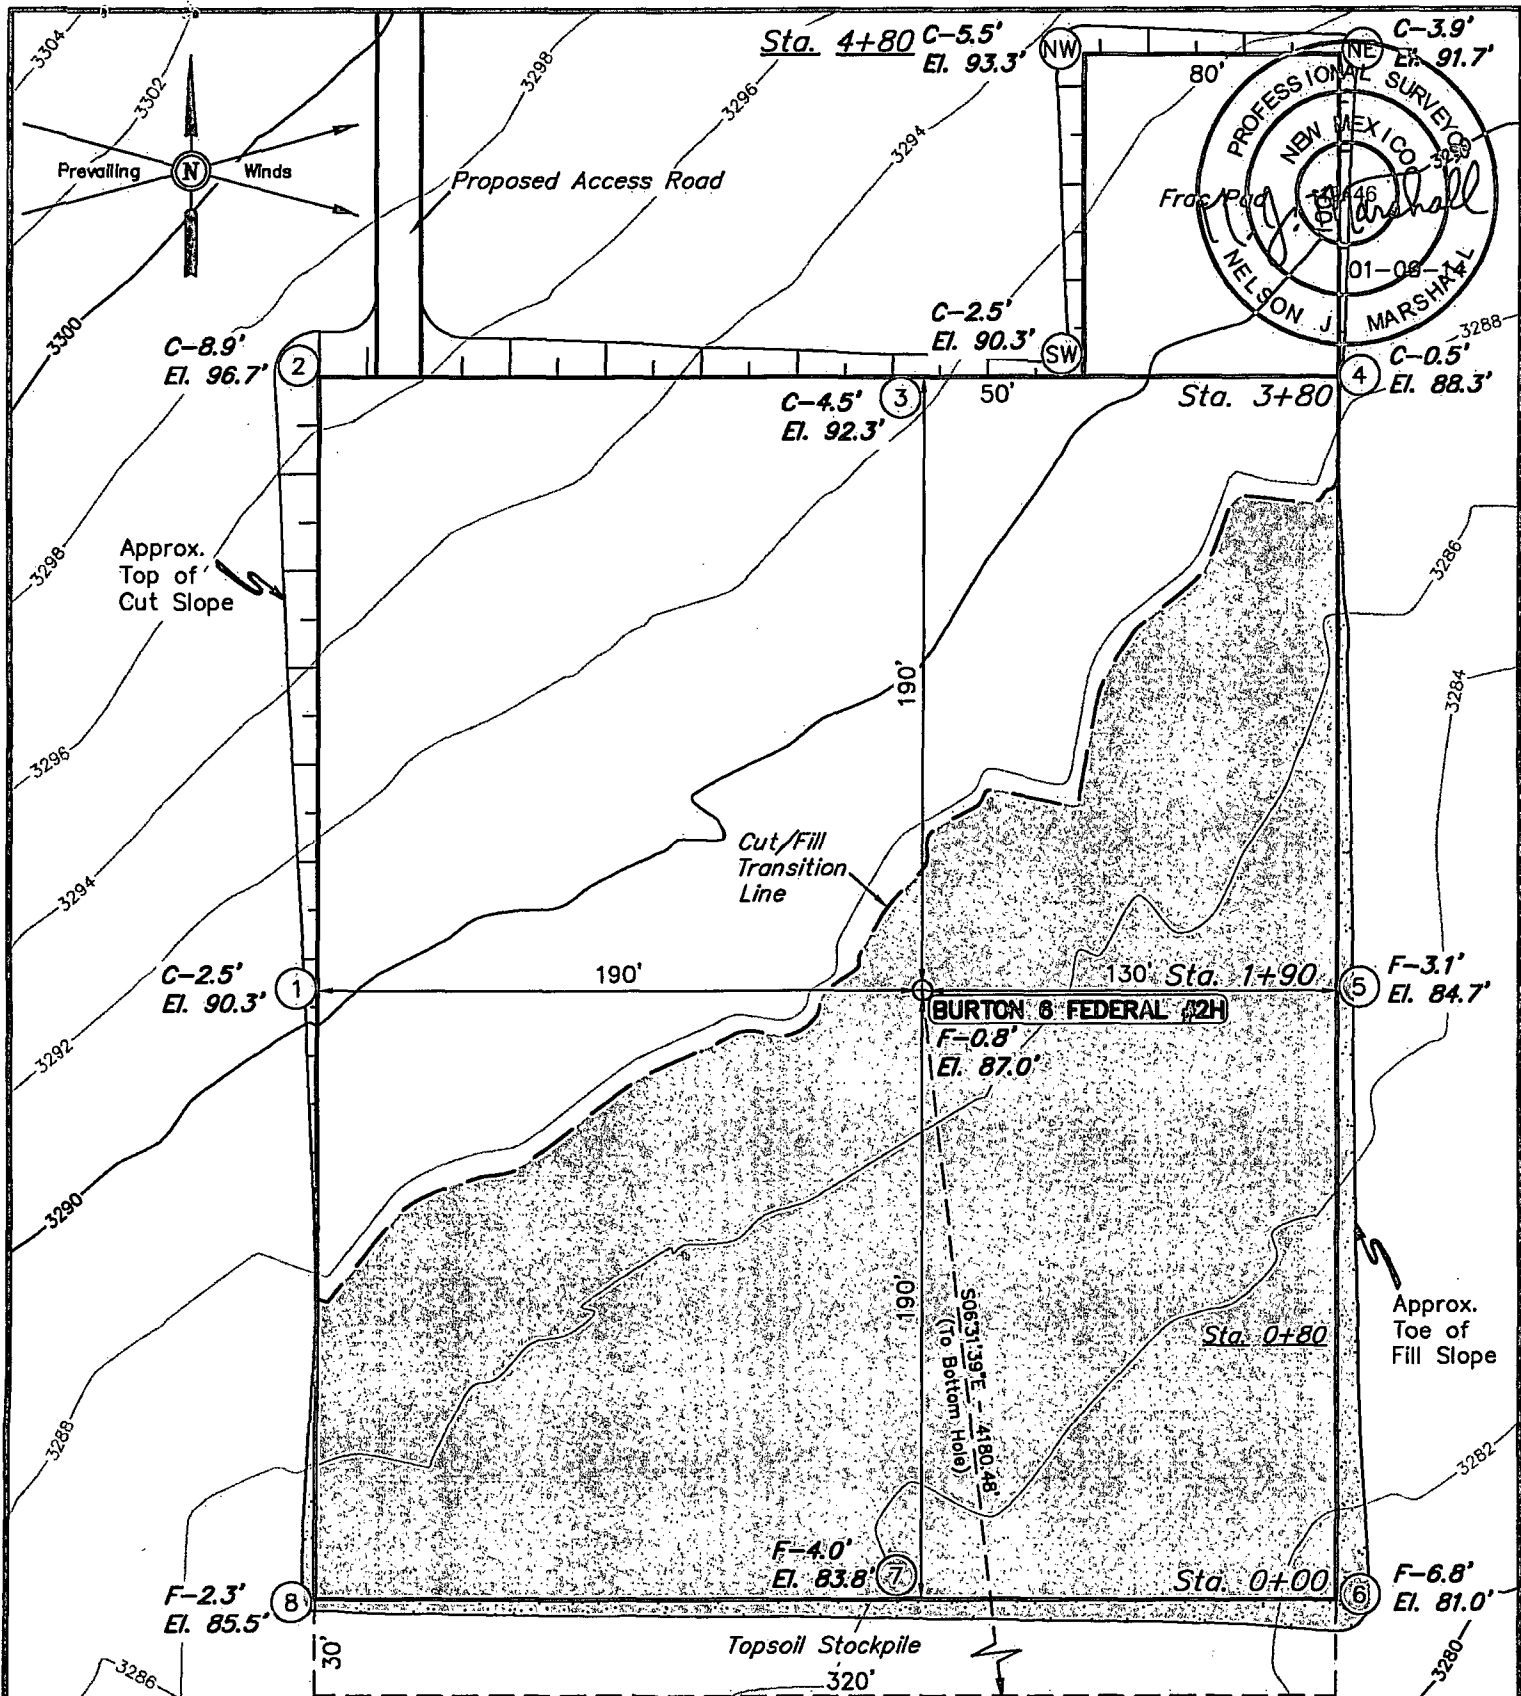 3304
3302
3298
3296
3294
Sta. 4+80
C-5.5'
El. 93.3'
NW
80'
NE
C-3.9'
El. 91.7'
PROFESSIONAL SURVEYOR
NEW MEXICO
NELSON J. MARSHALL
Frac Pad
Prevailing
N
Winds
Proposed Access Road
3300
3288
C-8.9'
El. 96.7'
2
C-2.5'
El. 90.3'
SW
C-4.5'
El. 92.3'
3
50'
Sta. 3+80
4
C-0.5'
El. 88.3'
3298
Approx.
Top of
Cut Slope
3286
190'
3284
3296
Cut/Fill
Transition
Line
3294
C-2.5'
El. 90.3'
1
190'
130'
Sta. 1+90
5
F-3.1'
El. 84.7'
BURTON 6 FEDERAL #2H
F-0.8'
El. 87.0'
3292
3290
190'
S06°31'39"E - 4180.48'
(To Bottom Hole)
Sta. 0+80
Approx.
Toe of
Fill Slope
3288
3282
F-4.0'
El. 83.8'
7
Sta. 0+00
6
F-6.8'
El. 81.0'
F-2.3'
El. 85.5'
8
30'
Topsoil Stockpile
320'
3286
3280